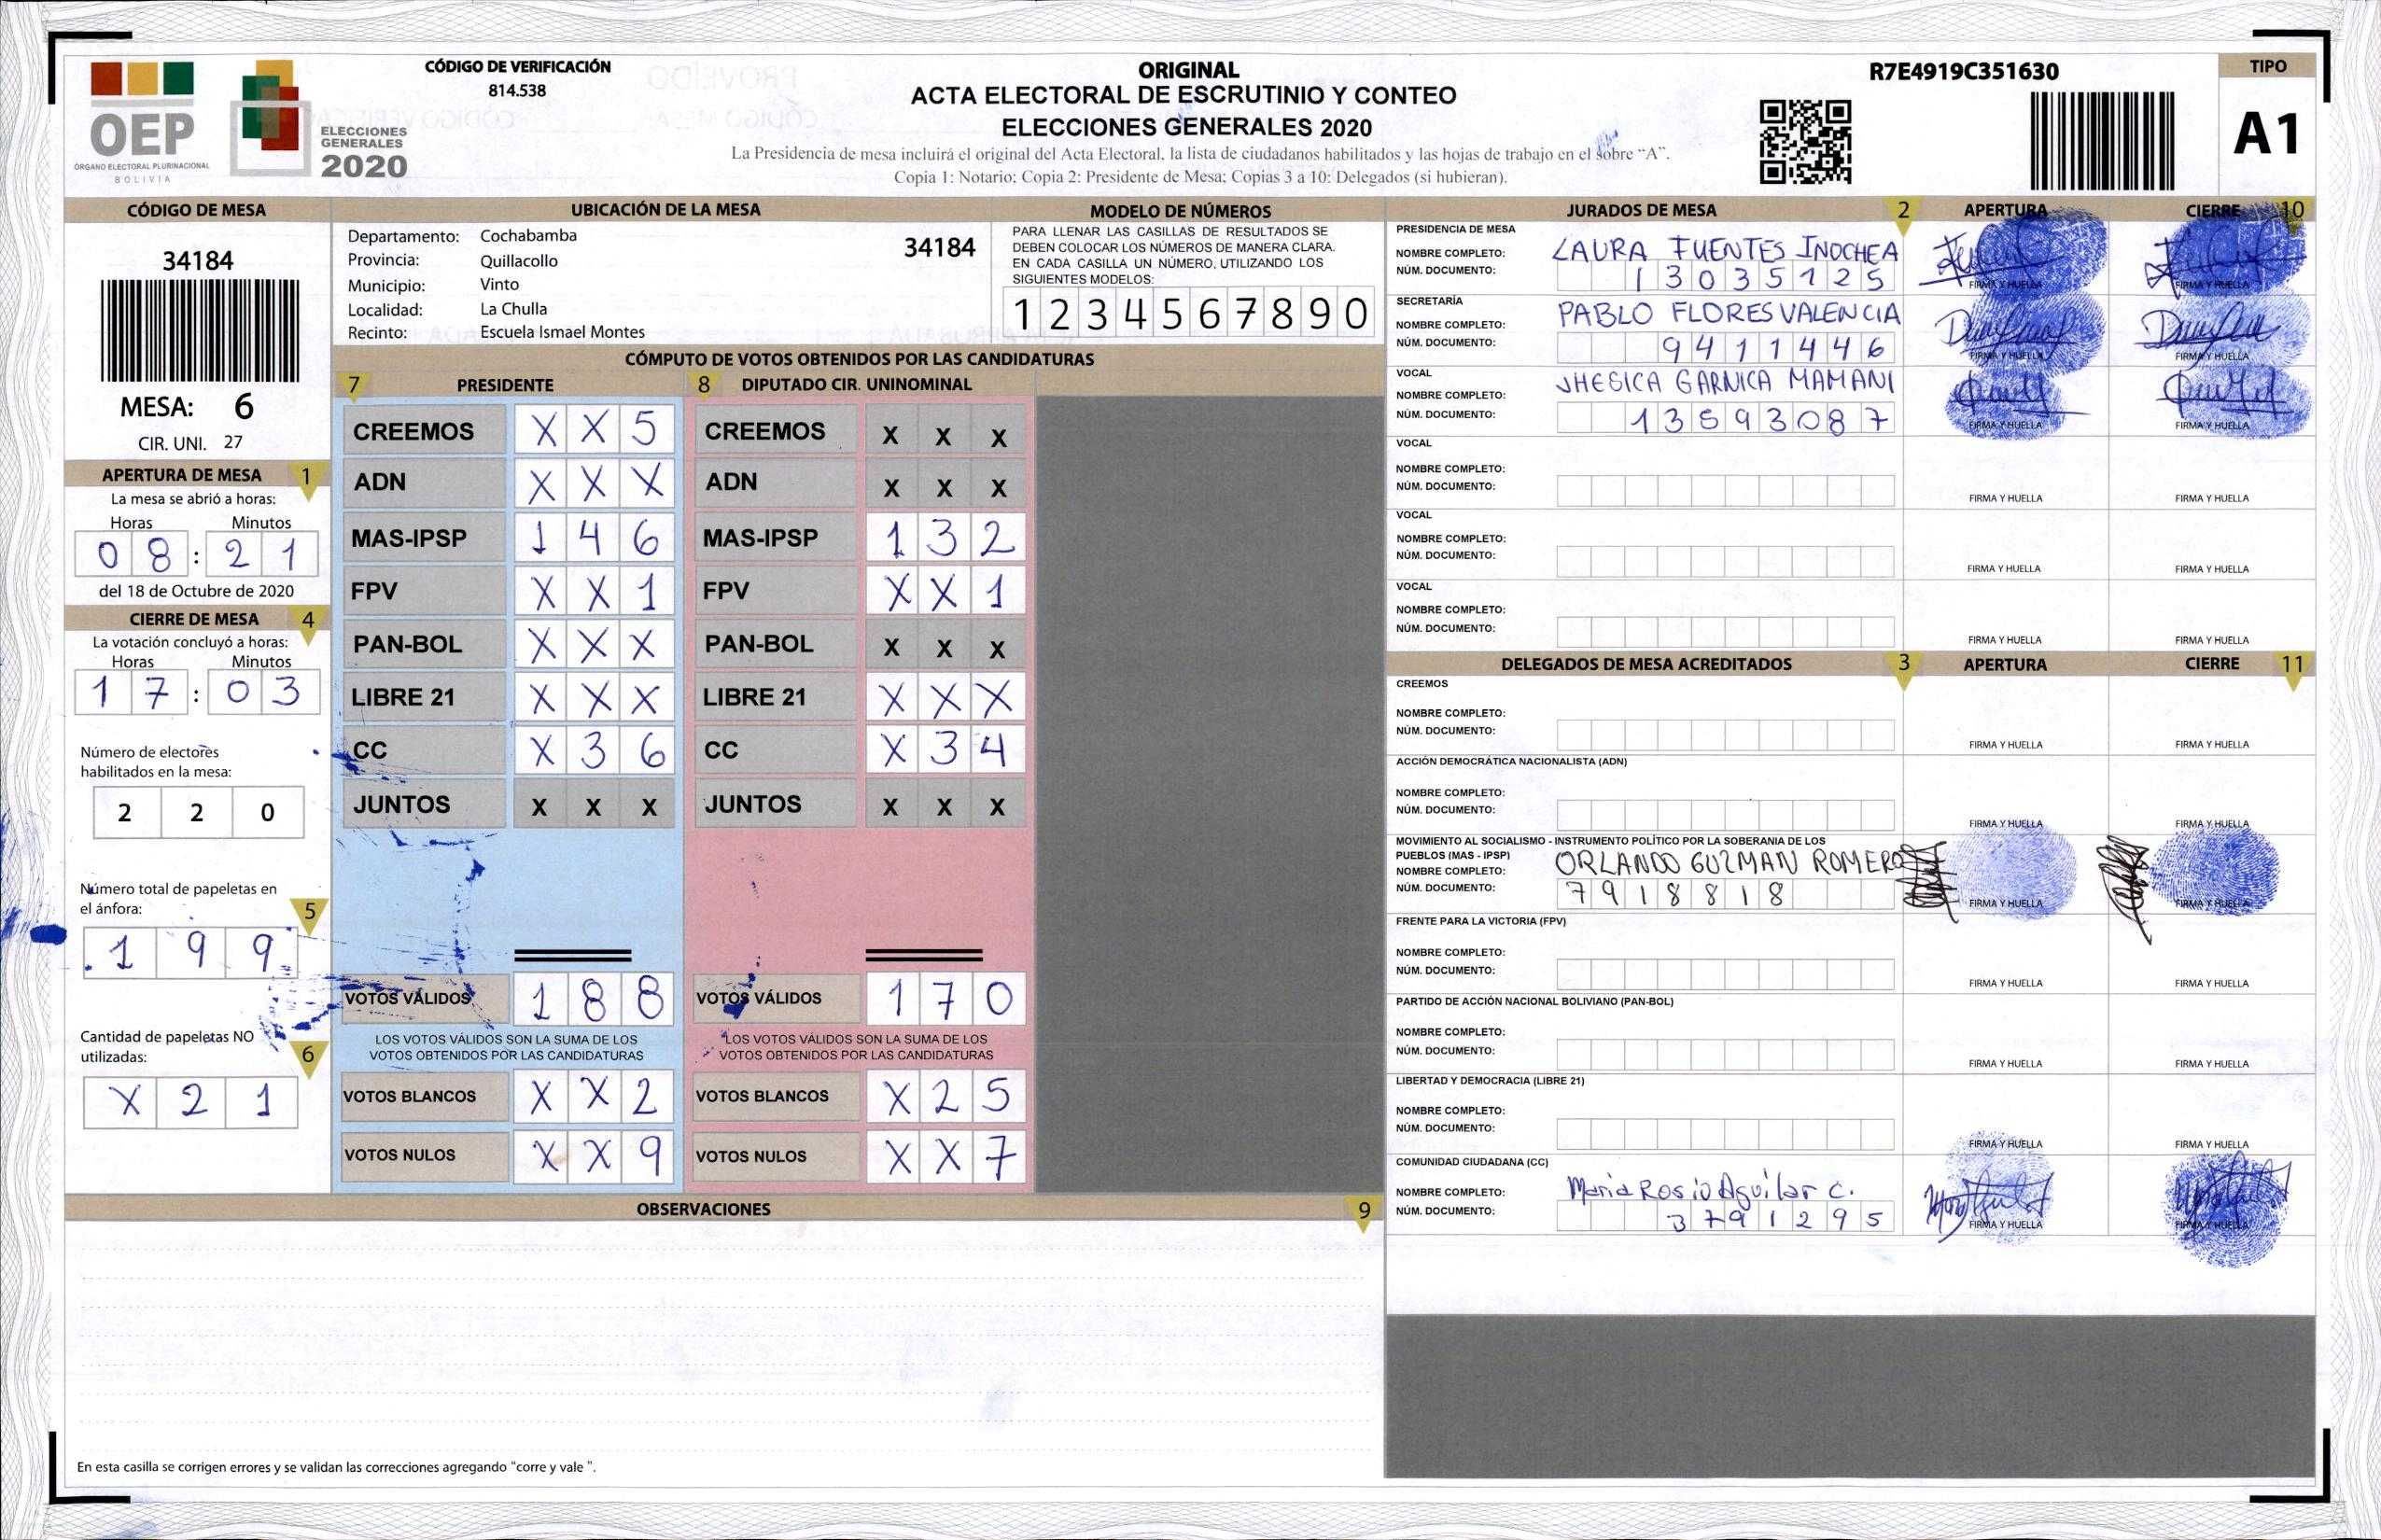 OEP
ÓRGANO ELECTORAL PLURINACIONAL
BOLIVIA
ELECCIONES
GENERALES
2020
CÓDIGO DE VERIFICACIÓN
814.538
ORIGINAL
ACTA ELECTORAL DE ESCRUTINIO Y CONTEO
ELECCIONES GENERALES 2020
La Presidencia de mesa incluirá el original del Acta Electoral, la lista de ciudadanos habilitados y las hojas de trabajo en el sobre "A".
Copia 1: Notario; Copia 2: Presidente de Mesa; Copias 3 a 10: Delegados (si hubieran).
R7E4919C351630
TIPO
A1
CÓDIGO DE MESA
34184
MESA: 6
CIR. UNI. 27
APERTURA DE MESA 1
La mesa se abrió a horas:
Horas Minutos
0 8 : 2 1
del 18 de Octubre de 2020
CIERRE DE MESA 4
La votación concluyó a horas:
Horas Minutos
1 7 : 0 3
Número de electores
habilitados en la mesa:
2 2 0
Número total de papeletas en
el ánfora:
5
1 9 9
Cantidad de papeletas NO
utilizadas:
6
X 2 1
UBICACIÓN DE LA MESA
Departamento: Cochabamba
34184
Provincia: Quillacollo
Municipio: Vinto
Localidad: La Chulla
Recinto: Escuela Ismael Montes
MODELO DE NÚMEROS
PARA LLENAR LAS CASILLAS DE RESULTADOS SE
DEBEN COLOCAR LOS NÚMEROS DE MANERA CLARA.
EN CADA CASILLA UN NÚMERO, UTILIZANDO LOS
SIGUIENTES MODELOS:
1 2 3 4 5 6 7 8 9 0
CÓMPUTO DE VOTOS OBTENIDOS POR LAS CANDIDATURAS
7 PRESIDENTE
CREEMOS X X 5
ADN X X X
MAS-IPSP 1 4 6
FPV X X 1
PAN-BOL X X X
LIBRE 21 X X X
CC X 3 6
JUNTOS X X X
VOTOS VÁLIDOS 1 8 8
LOS VOTOS VÁLIDOS SON LA SUMA DE LOS
VOTOS OBTENIDOS POR LAS CANDIDATURAS
VOTOS BLANCOS X X 2
VOTOS NULOS X X 9
8 DIPUTADO CIR. UNINOMINAL
CREEMOS X X X
ADN X X X
MAS-IPSP 1 3 2
FPV X X 1
PAN-BOL X X X
LIBRE 21 X X X
CC X 3 4
JUNTOS X X X
VOTOS VÁLIDOS 1 7 0
LOS VOTOS VÁLIDOS SON LA SUMA DE LOS
VOTOS OBTENIDOS POR LAS CANDIDATURAS
VOTOS BLANCOS X 2 5
VOTOS NULOS X X 7
OBSERVACIONES 9
En esta casilla se corrigen errores y se validan las correcciones agregando "corre y vale ".
JURADOS DE MESA 2 APERTURA CIERRE 10
PRESIDENCIA DE MESA
NOMBRE COMPLETO: LAURA FUENTES INOCHEA
NÚM. DOCUMENTO: 1 3 0 3 5 1 2 5
FIRMA Y HUELLA FIRMA Y HUELLA
SECRETARÍA
NOMBRE COMPLETO: PABLO FLORES VALENCIA
NÚM. DOCUMENTO: 9 4 1 1 4 4 6
FIRMA Y HUELLA FIRMA Y HUELLA
VOCAL
NOMBRE COMPLETO: JHESICA GARNICA MAMANI
NÚM. DOCUMENTO: 1 3 5 9 3 0 8 7
FIRMA Y HUELLA FIRMA Y HUELLA
VOCAL
NOMBRE COMPLETO:
NÚM. DOCUMENTO:
FIRMA Y HUELLA FIRMA Y HUELLA
VOCAL
NOMBRE COMPLETO:
NÚM. DOCUMENTO:
FIRMA Y HUELLA FIRMA Y HUELLA
VOCAL
NOMBRE COMPLETO:
NÚM. DOCUMENTO:
FIRMA Y HUELLA FIRMA Y HUELLA
DELEGADOS DE MESA ACREDITADOS 3 APERTURA CIERRE 11
CREEMOS
NOMBRE COMPLETO:
NÚM. DOCUMENTO:
FIRMA Y HUELLA FIRMA Y HUELLA
ACCIÓN DEMOCRÁTICA NACIONALISTA (ADN)
NOMBRE COMPLETO:
NÚM. DOCUMENTO:
FIRMA Y HUELLA FIRMA Y HUELLA
MOVIMIENTO AL SOCIALISMO - INSTRUMENTO POLÍTICO POR LA SOBERANIA DE LOS
PUEBLOS (MAS - IPSP)
NOMBRE COMPLETO: ORLANDO GUZMAN ROMERO
NÚM. DOCUMENTO: 7 9 1 8 8 1 8
FIRMA Y HUELLA FIRMA Y HUELLA
FRENTE PARA LA VICTORIA (FPV)
NOMBRE COMPLETO:
NÚM. DOCUMENTO:
FIRMA Y HUELLA FIRMA Y HUELLA
PARTIDO DE ACCIÓN NACIONAL BOLIVIANO (PAN-BOL)
NOMBRE COMPLETO:
NÚM. DOCUMENTO:
FIRMA Y HUELLA FIRMA Y HUELLA
LIBERTAD Y DEMOCRACIA (LIBRE 21)
NOMBRE COMPLETO:
NÚM. DOCUMENTO:
FIRMA Y HUELLA FIRMA Y HUELLA
COMUNIDAD CIUDADANA (CC)
NOMBRE COMPLETO: Maria Rosio Aguilar C.
NÚM. DOCUMENTO: 3 7 9 1 2 9 5
FIRMA Y HUELLA FIRMA Y HUELLA